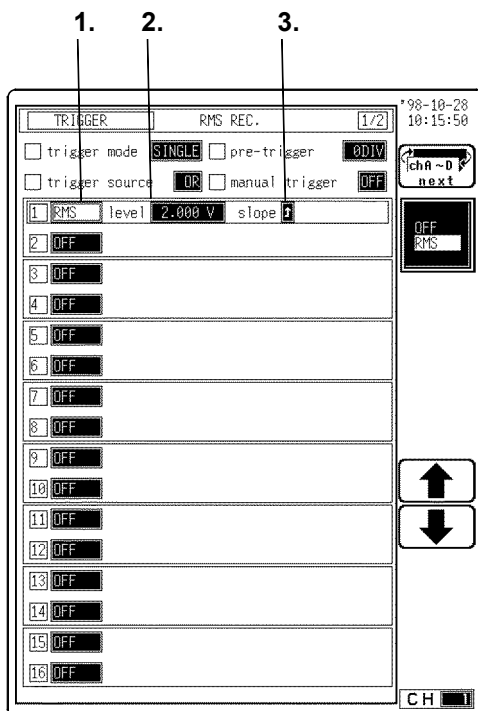 1. 2. 3.
'98-10-28
TRIGGER RMS REC. 1/2 10:15:50
trigger mode SINGLE pre-trigger 0DIV
chA~D
next
trigger source OR manual trigger OFF
1 RMS level 2.000 V slope
OFF
RMS
2 OFF
3 OFF
4 OFF
5 OFF
6 OFF
7 OFF
8 OFF
9 OFF
10 OFF
11 OFF
12 OFF
13 OFF
14 OFF
15 OFF
16 OFF
CH 1